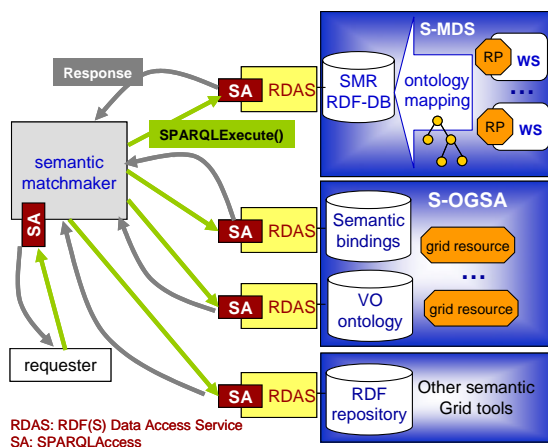 S-MDS
Response
SA
RDAS
SMR
RDF-DB
ontology
mapping
RP
WS
...
RP
WS
SPARQLExecute()
semantic
matchmaker
SA
S-OGSA
SA
RDAS
Semantic
bindings
grid resource
...
SA
RDAS
VO
ontology
grid resource
requester
SA
RDAS
RDF
repository
Other semantic
Grid tools
RDAS: RDF(S) Data Access Service
SA: SPARQLAccess